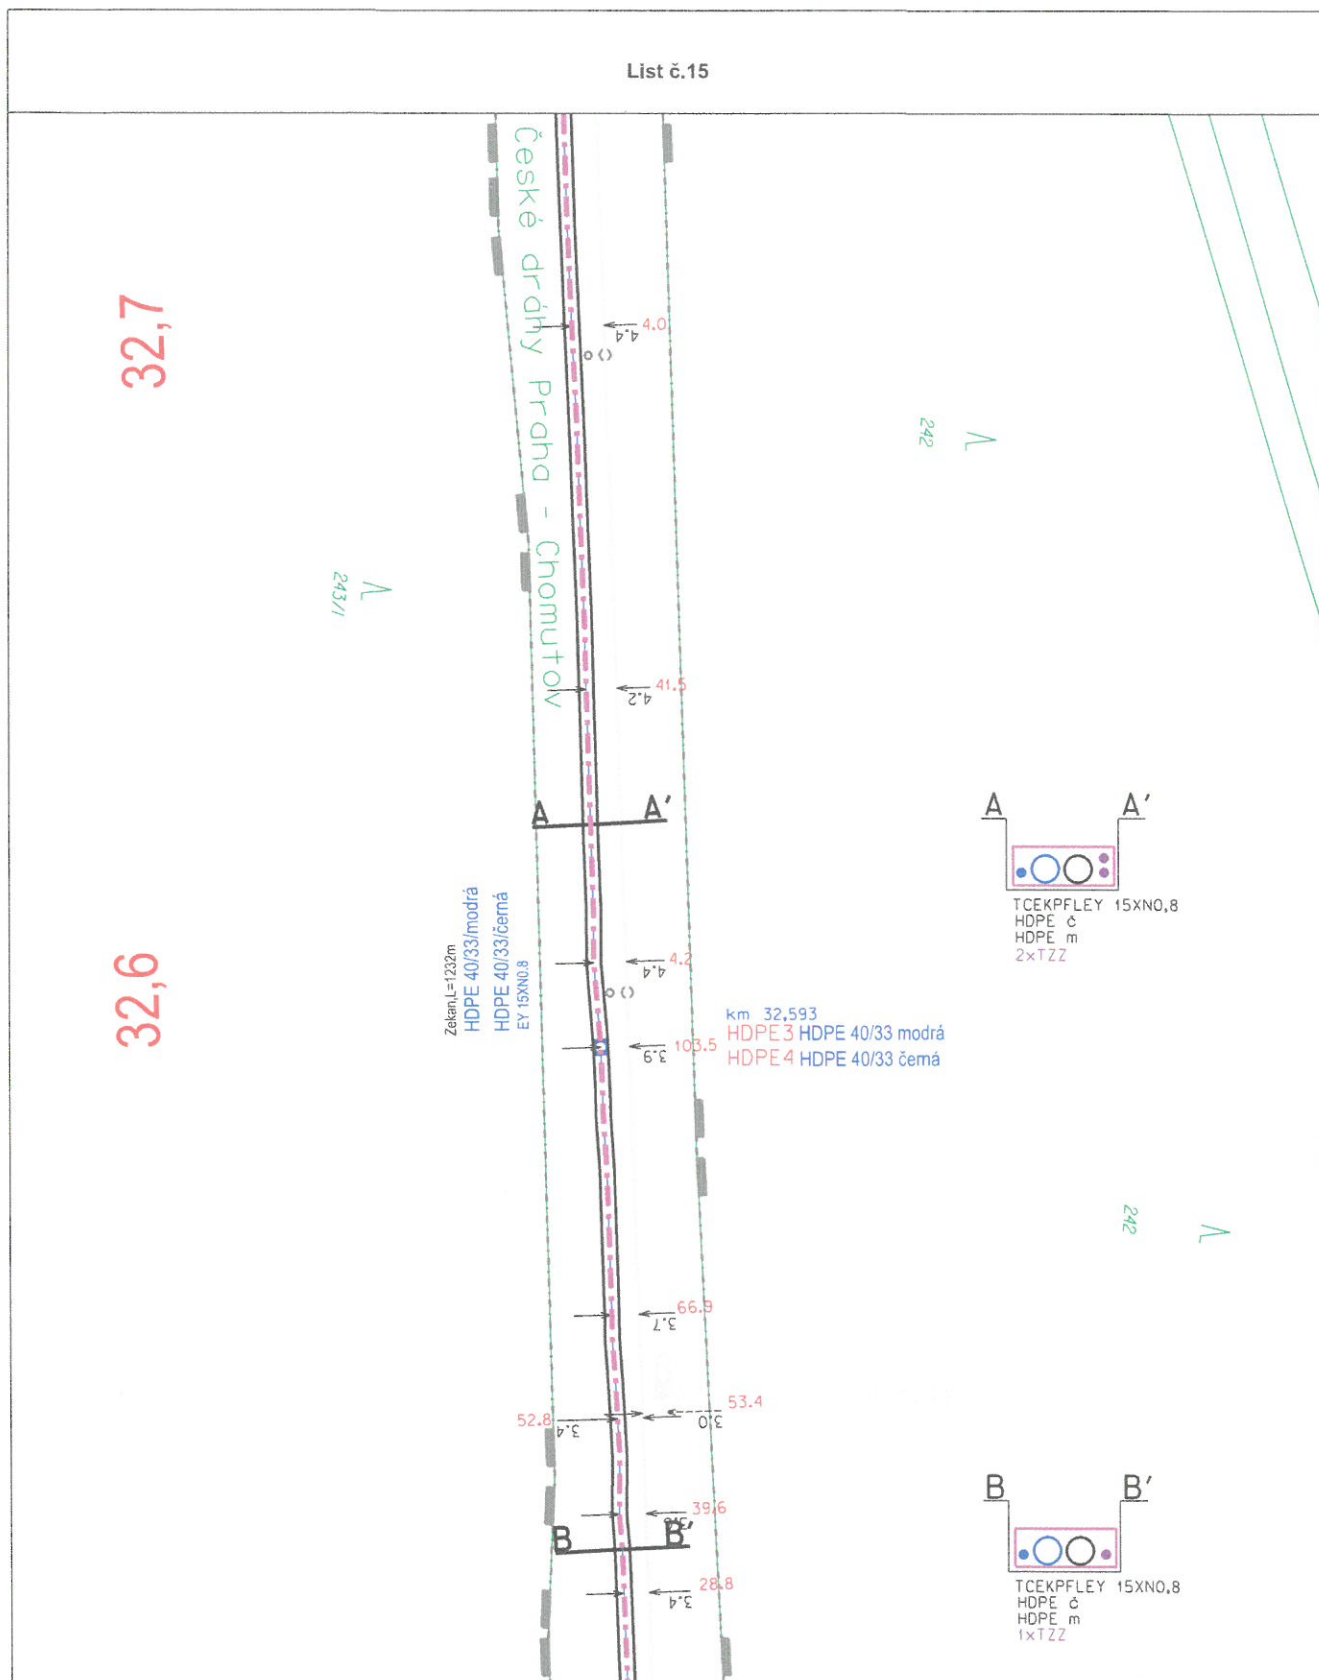 List č.15
České dráhy Praha - Chomutov
32,7
4.0
4.4
242
243/1
41.5
4.2
A A'
A A'
TCEKPFLEY 15XN0,8
HDPE č
HDPE m
2xTZZ
32,6
Zekan,L=1232m
HDPE 40/33/modrá
HDPE 40/33/černá
EY 15XN0.8
4.2
4.4
km 32,593
HDPE3 HDPE 40/33 modrá
HDPE4 HDPE 40/33 černá
103.5
3.9
242
66.9
3.7
53.4
3.0
52.8
3.4
39.6
B B'
B B'
TCEKPFLEY 15XN0,8
HDPE č
HDPE m
1xTZZ
28.8
3.4